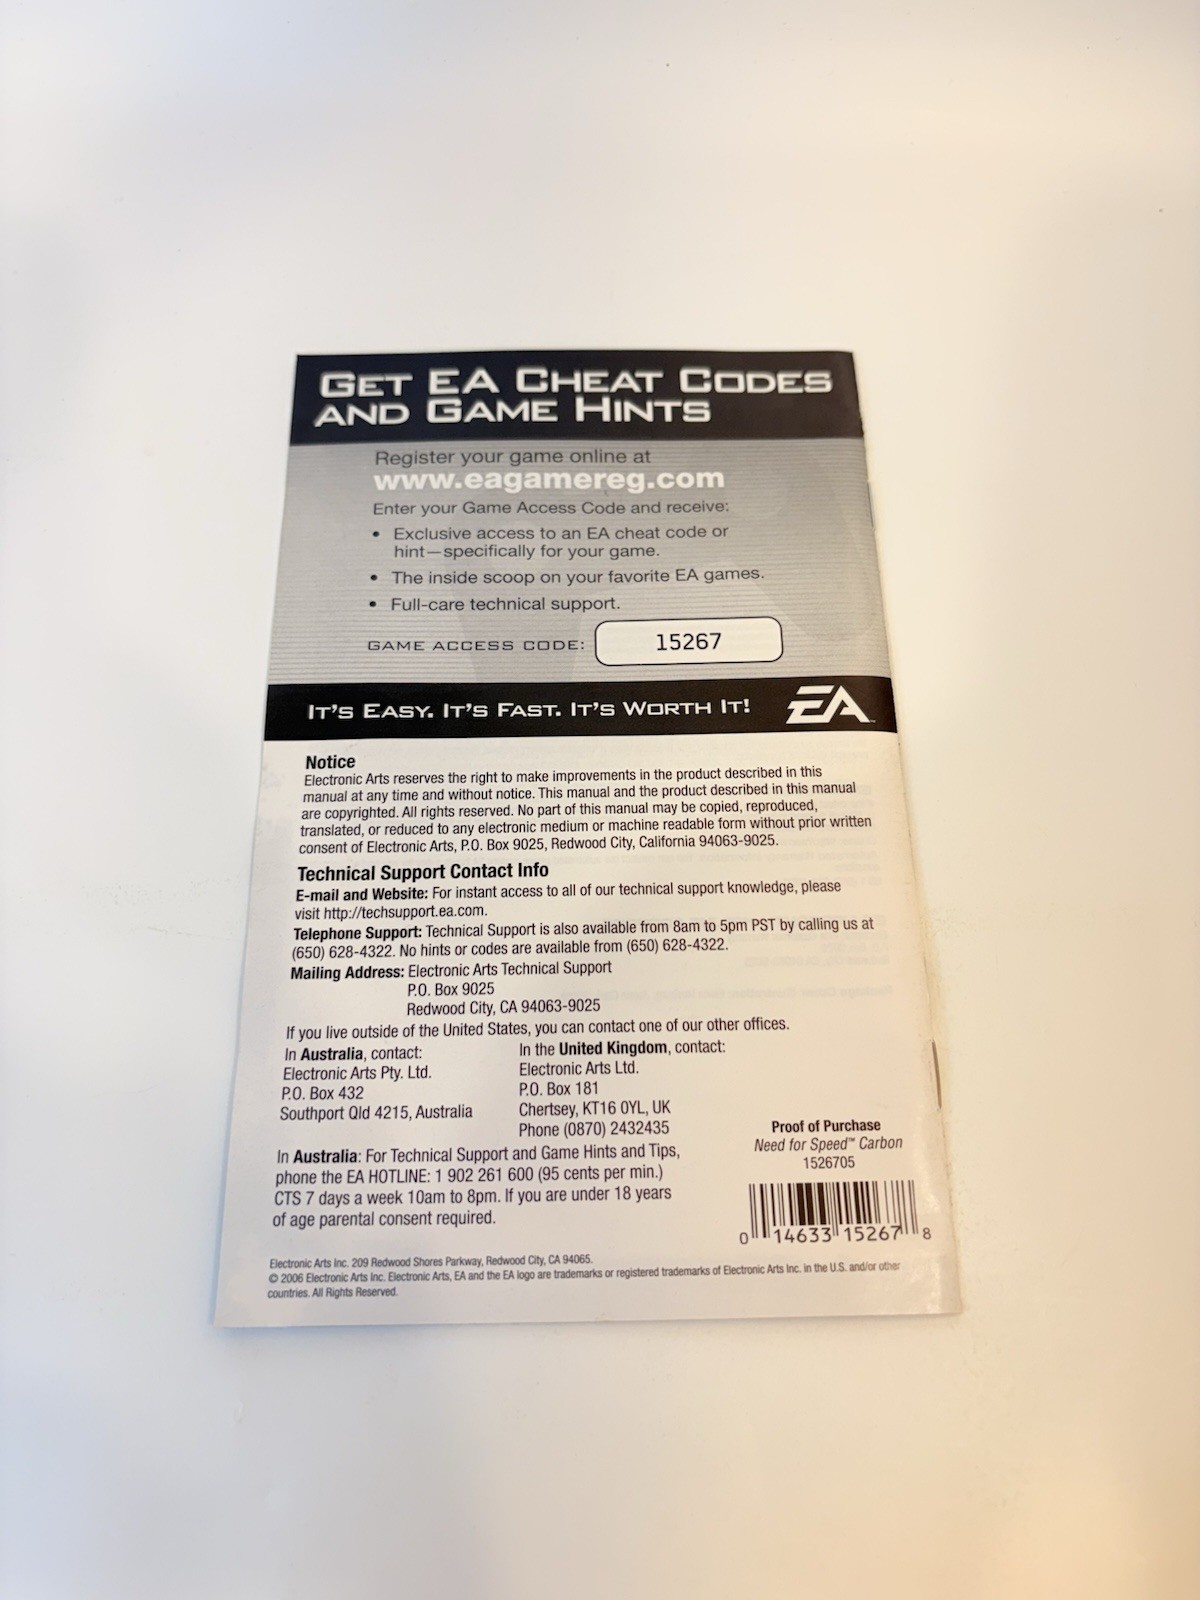 GET EA CHEAT CODES
AND GAME HINTS
Register your game online at
www.eagamereg.com
Enter your Game Access Code and receive:
• Exclusive access to an EA cheat code or
hint—specifically for your game.
• The inside scoop on your favorite EA games.
• Full-care technical support.
GAME ACCESS CODE: 15267
IT'S EASY. IT'S FAST. IT'S WORTH IT! EA™
Notice
Electronic Arts reserves the right to make improvements in the product described in this
manual at any time and without notice. This manual and the product described in this manual
are copyrighted. All rights reserved. No part of this manual may be copied, reproduced,
translated, or reduced to any electronic medium or machine readable form without prior written
consent of Electronic Arts, P.O. Box 9025, Redwood City, California 94063-9025.
Technical Support Contact Info
E-mail and Website: For instant access to all of our technical support knowledge, please
visit http://techsupport.ea.com.
Telephone Support: Technical Support is also available from 8am to 5pm PST by calling us at
(650) 628-4322. No hints or codes are available from (650) 628-4322.
Mailing Address: Electronic Arts Technical Support
P.O. Box 9025
Redwood City, CA 94063-9025
If you live outside of the United States, you can contact one of our other offices.
In Australia, contact:
Electronic Arts Pty. Ltd.
P.O. Box 432
Southport Qld 4215, Australia
In the United Kingdom, contact:
Electronic Arts Ltd.
P.O. Box 181
Chertsey, KT16 0YL, UK
Phone (0870) 2432435
In Australia: For Technical Support and Game Hints and Tips,
phone the EA HOTLINE: 1 902 261 600 (95 cents per min.)
CTS 7 days a week 10am to 8pm. If you are under 18 years
of age parental consent required.
Proof of Purchase
Need for Speed™ Carbon
1526705
0 14633 15267 8
Electronic Arts Inc. 209 Redwood Shores Parkway, Redwood City, CA 94065.
© 2006 Electronic Arts Inc. Electronic Arts, EA and the EA logo are trademarks or registered trademarks of Electronic Arts Inc. in the U.S. and/or other
countries. All Rights Reserved.